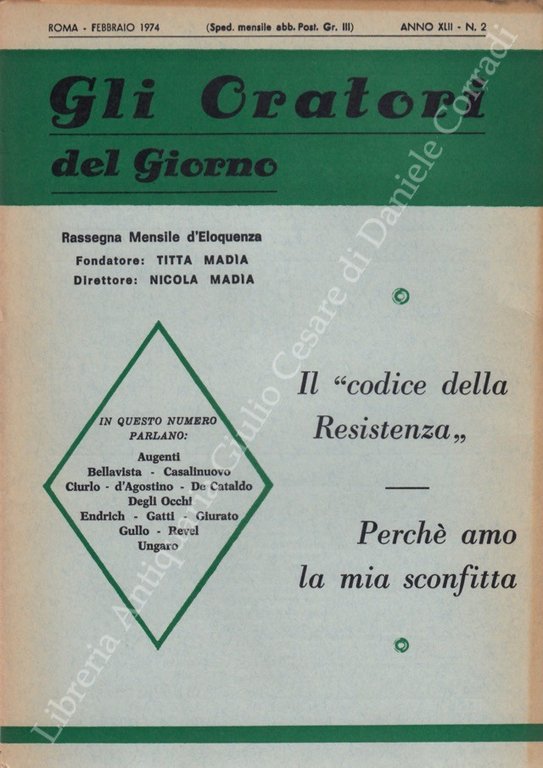 ROMA - FEBBRAIO 1974 (Sped. mensile abb. Post. Gr. III) ANNO XLII - N. 2
Gli Oratori
del Giorno
Rassegna Mensile d'Eloquenza
Fondatore: TITTA MADIA
Direttore: NICOLA MADIA
Il “codice della
Resistenza„
IN QUESTO NUMERO
PARLANO:
Augenti
Bellavista - Casalinuovo
Ciurlo - d'Agostino - De Cataldo
Degli Occhi
Endrich - Gatti - Giurato
Gullo - Revel
Ungaro
Perchè amo
la mia sconfitta
Libreria Antiquaria Giulio Cesare di Daniele Corradi